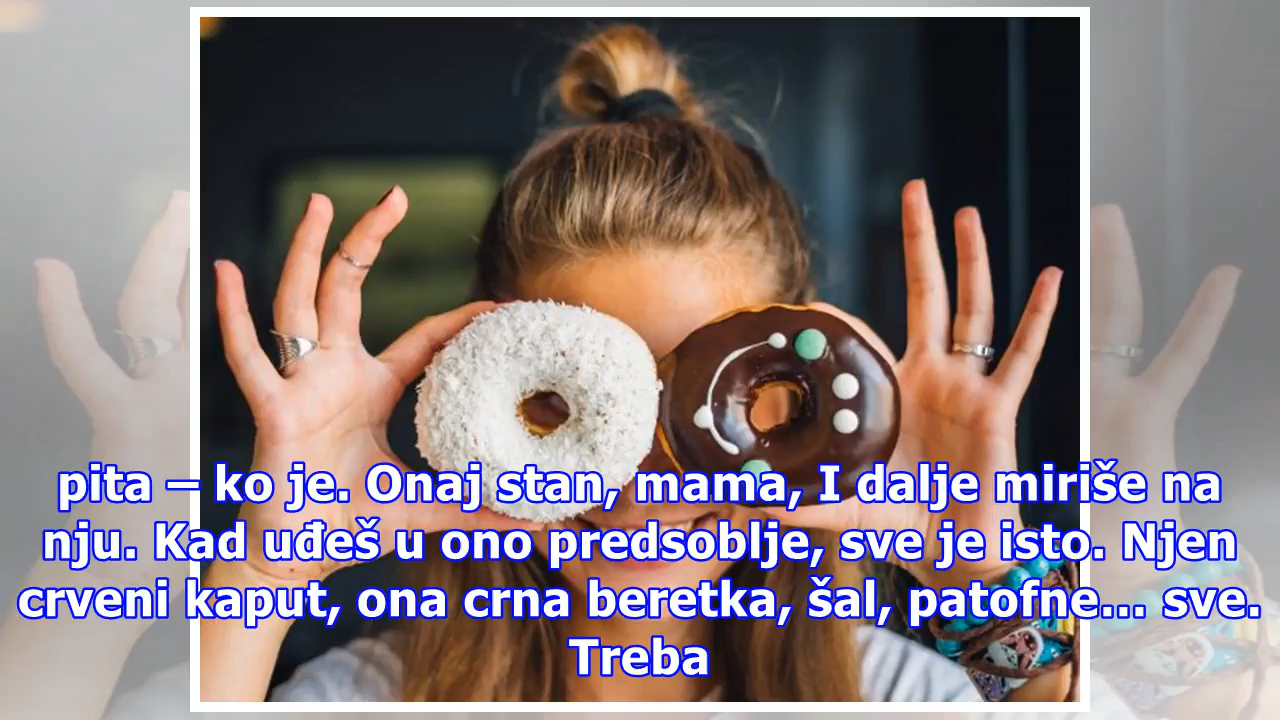 pita – ko je. Onaj stan, mama, I dalje miriše na
nju. Kad uđeš u ono predsoblje, sve je isto. Njen
crveni kaput, ona crna beretka, šal, patofne... sve.
Treba